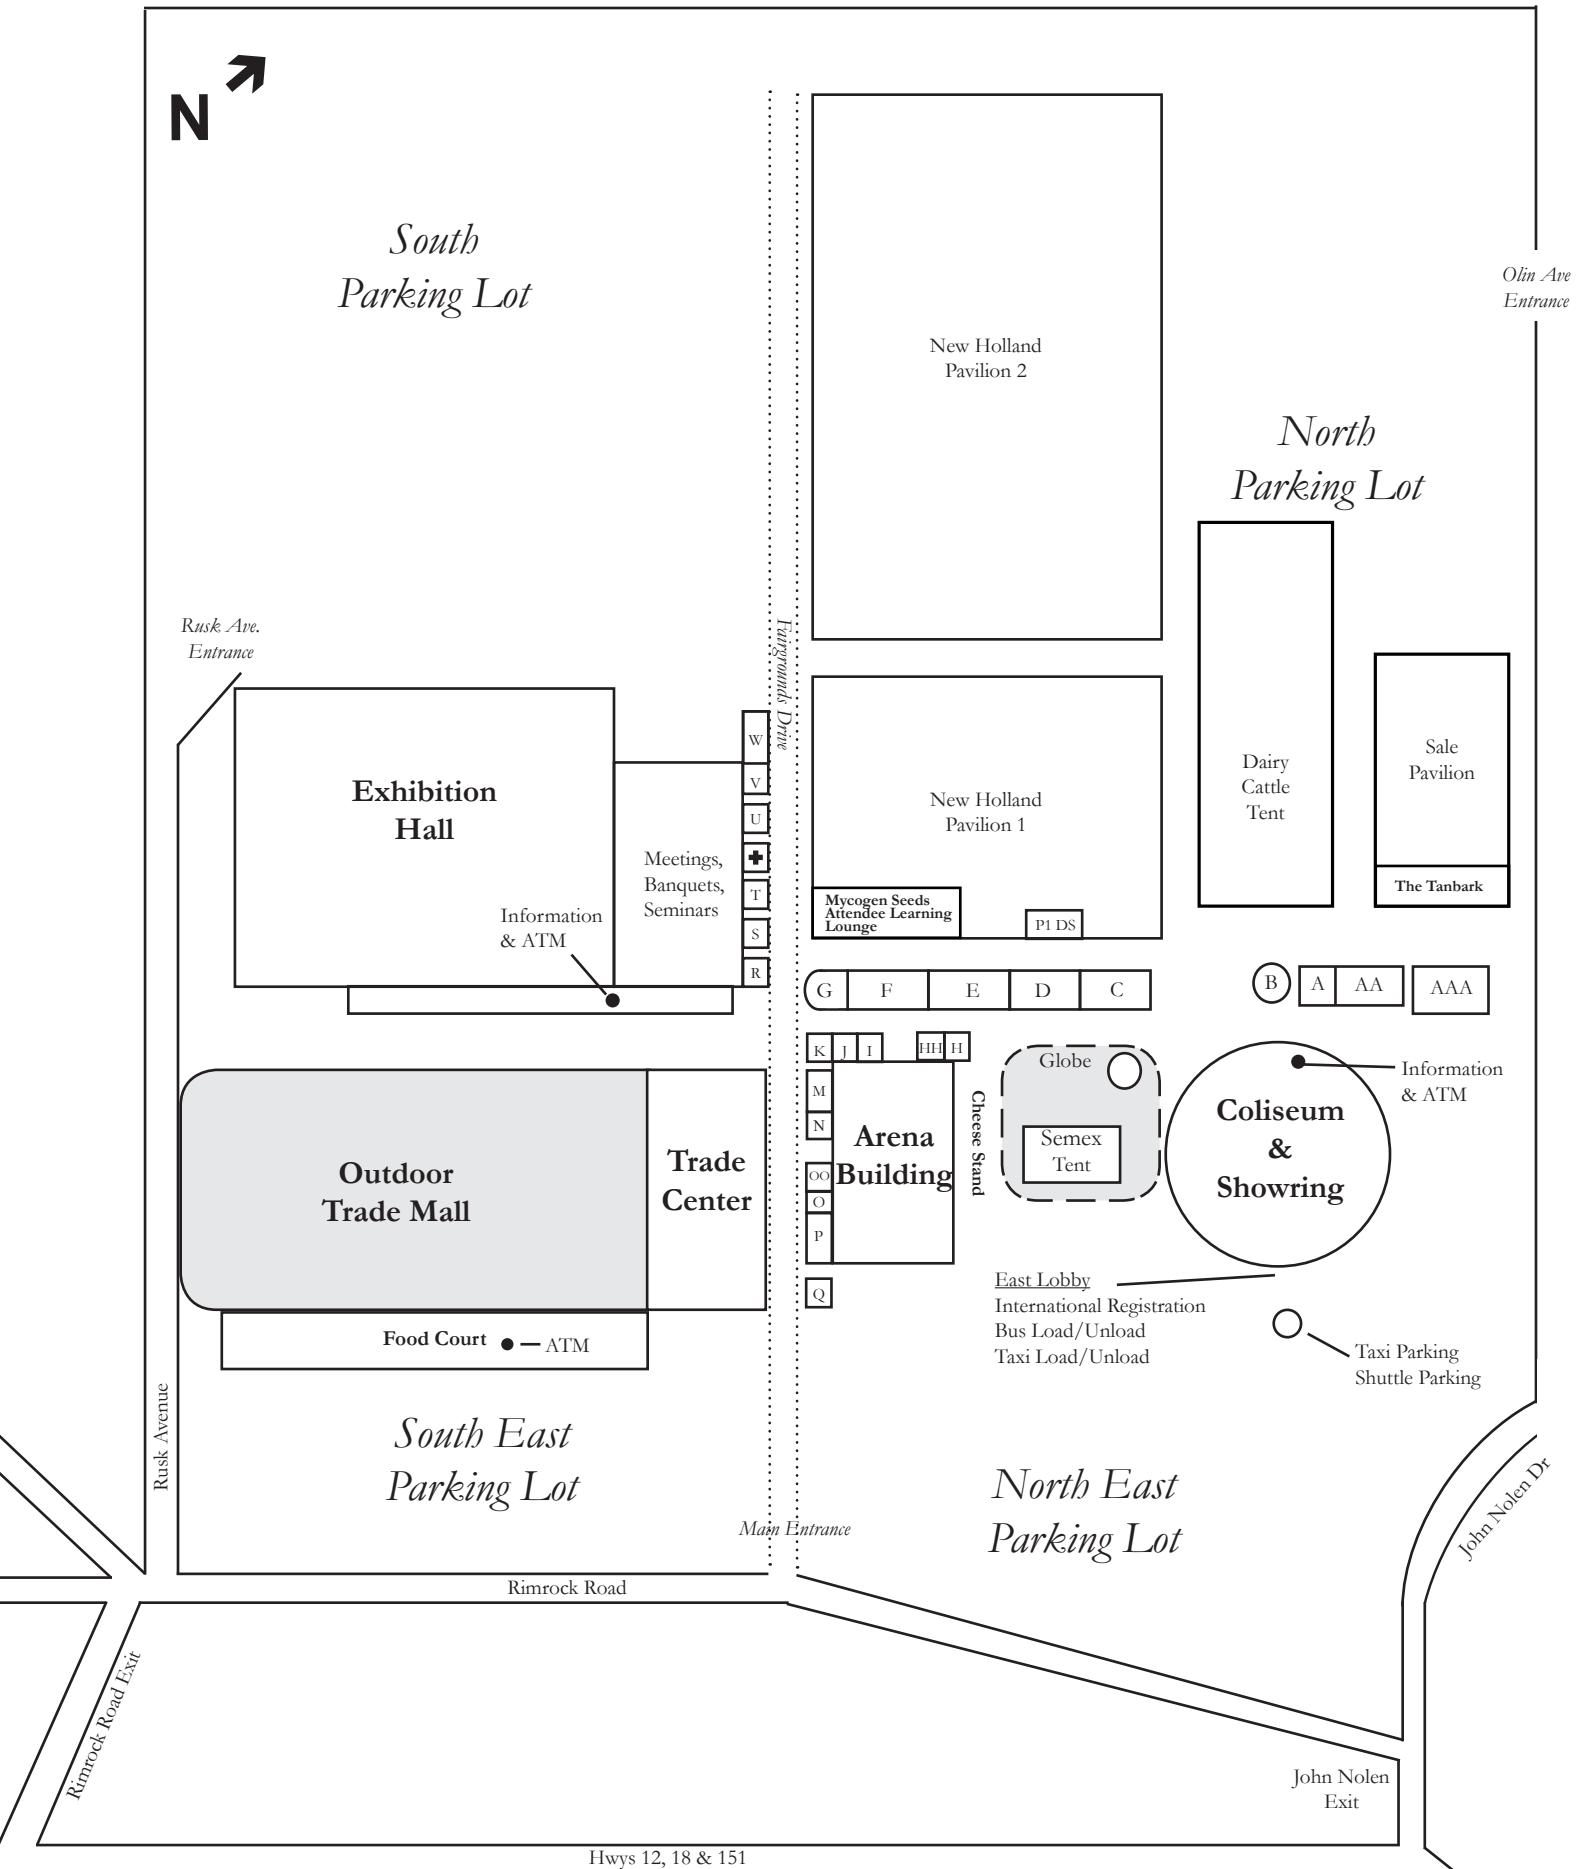 N
South
Parking Lot
Olin Ave
Entrance
New Holland
Pavilion 2
North
Parking Lot
Rusk Ave.
Entrance
Fairgrounds Drive
Exhibition
Hall
W
V
U
T
S
R
Meetings,
Banquets,
Seminars
Information
& ATM
New Holland
Pavilion 1
Mycogen Seeds
Attendee Learning
Lounge
P1 DS
Dairy
Cattle
Tent
Sale
Pavilion
The Tanbark
G
F
E
D
C
B
A
AA
AAA
K
J
I
HH
H
M
N
OO
O
P
Q
Arena
Building
Cheese Stand
Globe
Semex
Tent
Coliseum
&
Showring
Information
& ATM
Outdoor
Trade Mall
Trade
Center
Food Court
ATM
East Lobby
International Registration
Bus Load/Unload
Taxi Load/Unload
Taxi Parking
Shuttle Parking
Rusk Avenue
South East
Parking Lot
North East
Parking Lot
Main Entrance
John Nolen Dr
Rimrock Road
Rimrock Road Exit
John Nolen
Exit
Hwys 12, 18 & 151